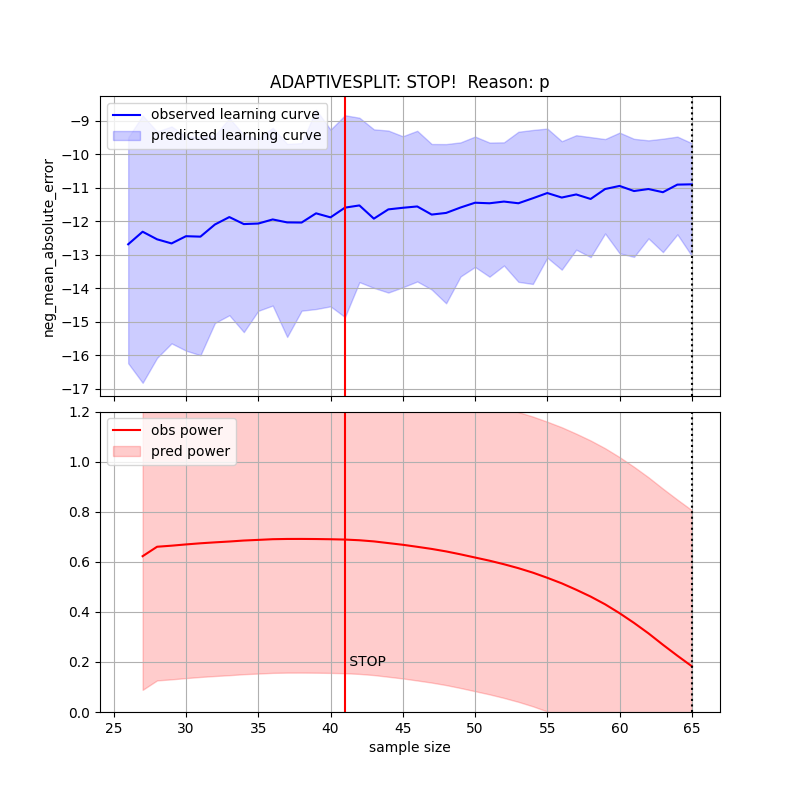 ADAPTIVESPLIT: STOP!  Reason: p
observed learning curve
predicted learning curve
neg_mean_absolute_error
−9
−10
−11
−12
−13
−14
−15
−16
−17
obs power
pred power
1.2
1.0
0.8
0.6
0.4
0.2
0.0
STOP
25 30 35 40 45 50 55 60 65
sample size